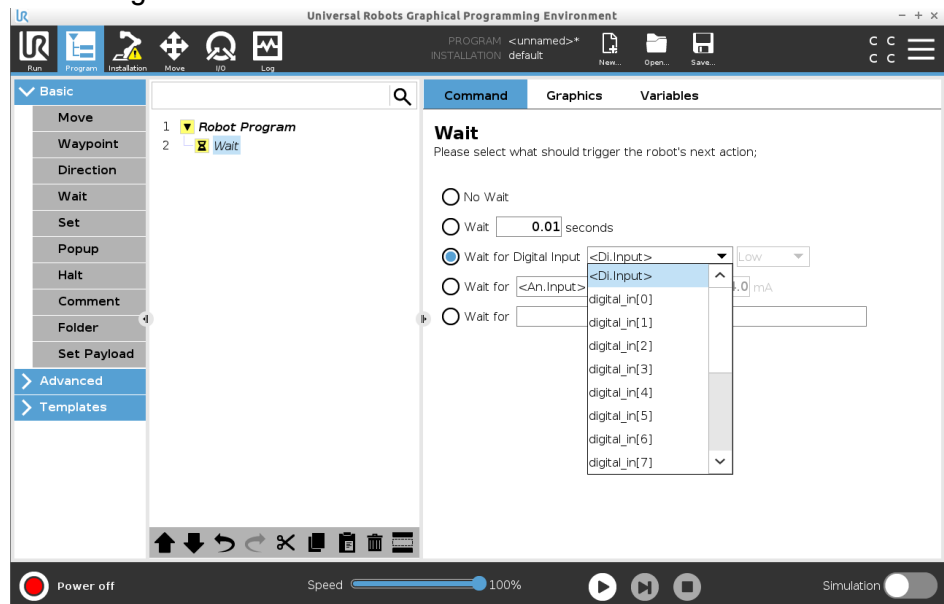 Universal Robots Graphical Programming Environment
PROGRAM <unnamed>*
INSTALLATION default
Run Program Installation Move I/O Log New... Open... Save...
C C
C C
Basic
Move
Waypoint
Direction
Wait
Set
Popup
Halt
Comment
Folder
Set Payload
Advanced
Templates
1 Robot Program
2 Wait
Command Graphics Variables
Wait
Please select what should trigger the robot's next action;
No Wait
Wait 0.01 seconds
Wait for Digital Input <Di.Input> Low
Wait for <An.Input> .0 mA
Wait for
<Di.Input>
digital_in[0]
digital_in[1]
digital_in[2]
digital_in[3]
digital_in[4]
digital_in[5]
digital_in[6]
digital_in[7]
Power off Speed 100% Simulation